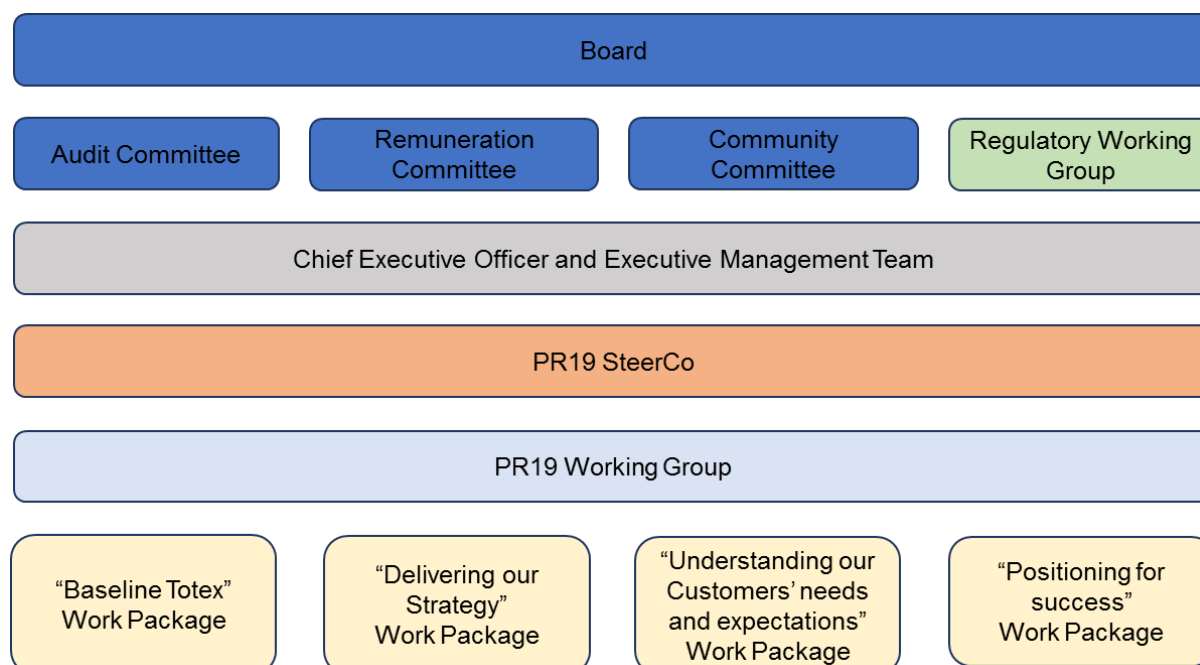 Board
Audit Committee
Remuneration
Committee
Community
Committee
Regulatory Working
Group
Chief Executive Officer and Executive Management Team
PR19 SteerCo
PR19 Working Group
“Baseline Totex”
Work Package
“Delivering our
Strategy”
Work Package
“Understanding our
Customers’ needs
and expectations”
Work Package
“Positioning for
success”
Work Package